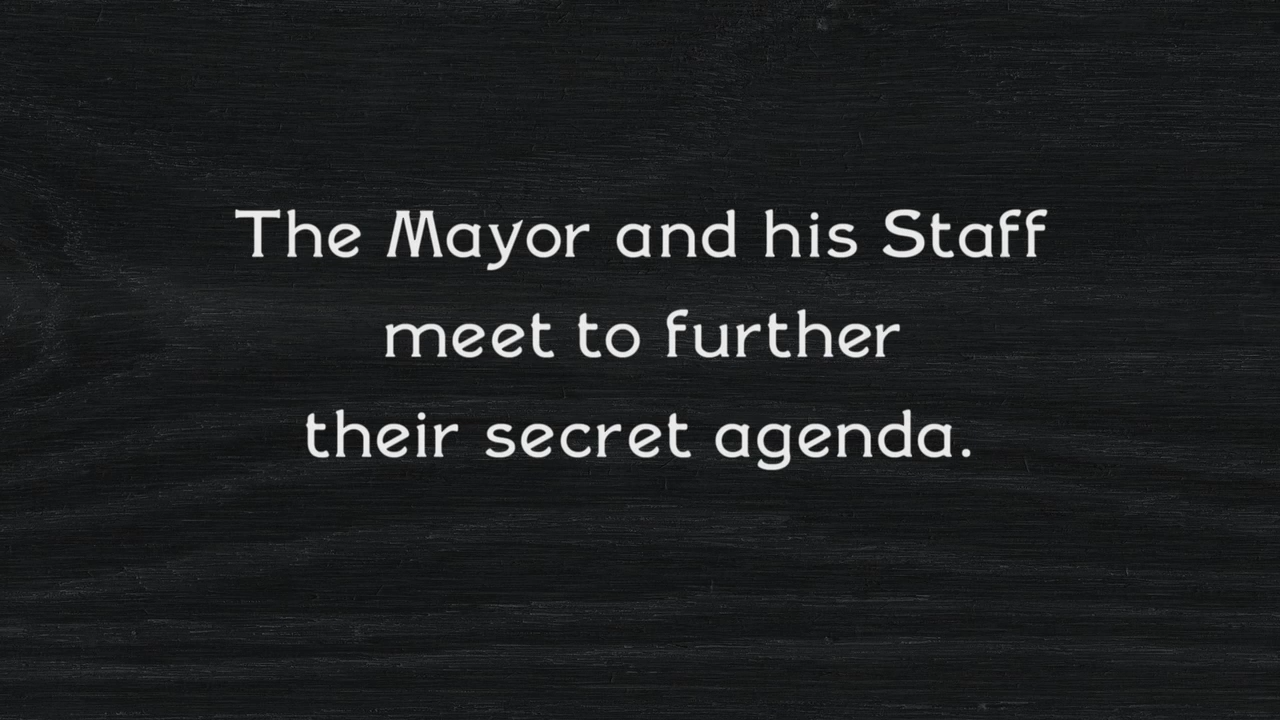 The Mayor and his Staff
meet to further
their secret agenda.